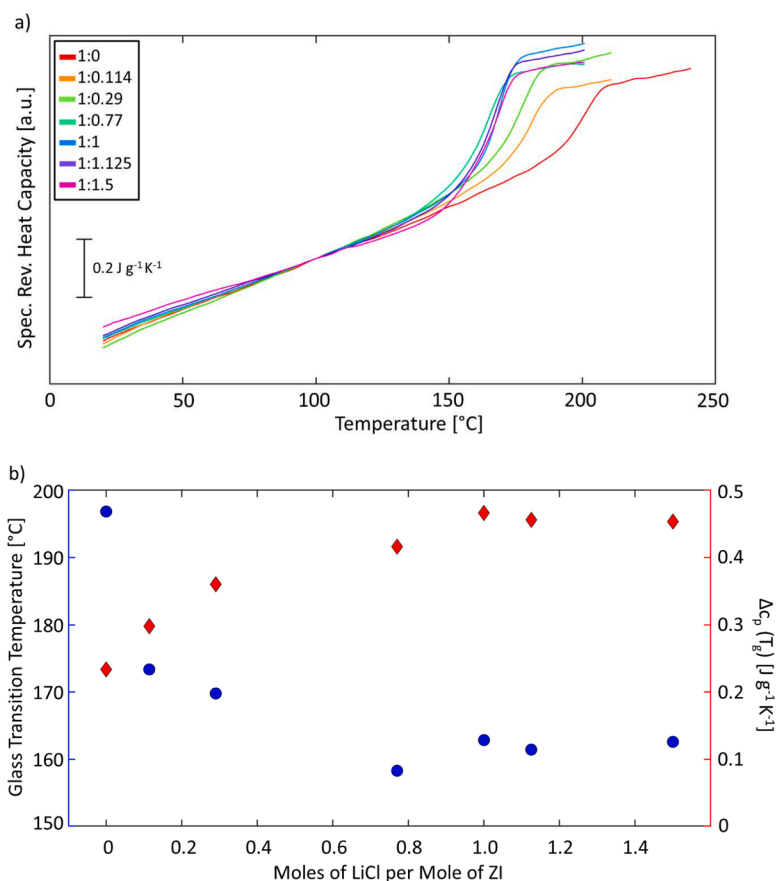 a)
Spec. Rev. Heat Capacity [a.u.]
1:0
1:0.114
1:0.29
1:0.77
1:1
1:1.125
1:1.5
0.2 J g⁻¹K⁻¹
0 50 100 150 200 250
Temperature [°C]
b)
Glass Transition Temperature [°C]
200
190
180
170
160
150
0.5
0.4
0.3
0.2
0.1
0
Δcₚ (T_g) [J g⁻¹ K⁻¹]
0 0.2 0.4 0.6 0.8 1.0 1.2 1.4
Moles of LiCl per Mole of ZI